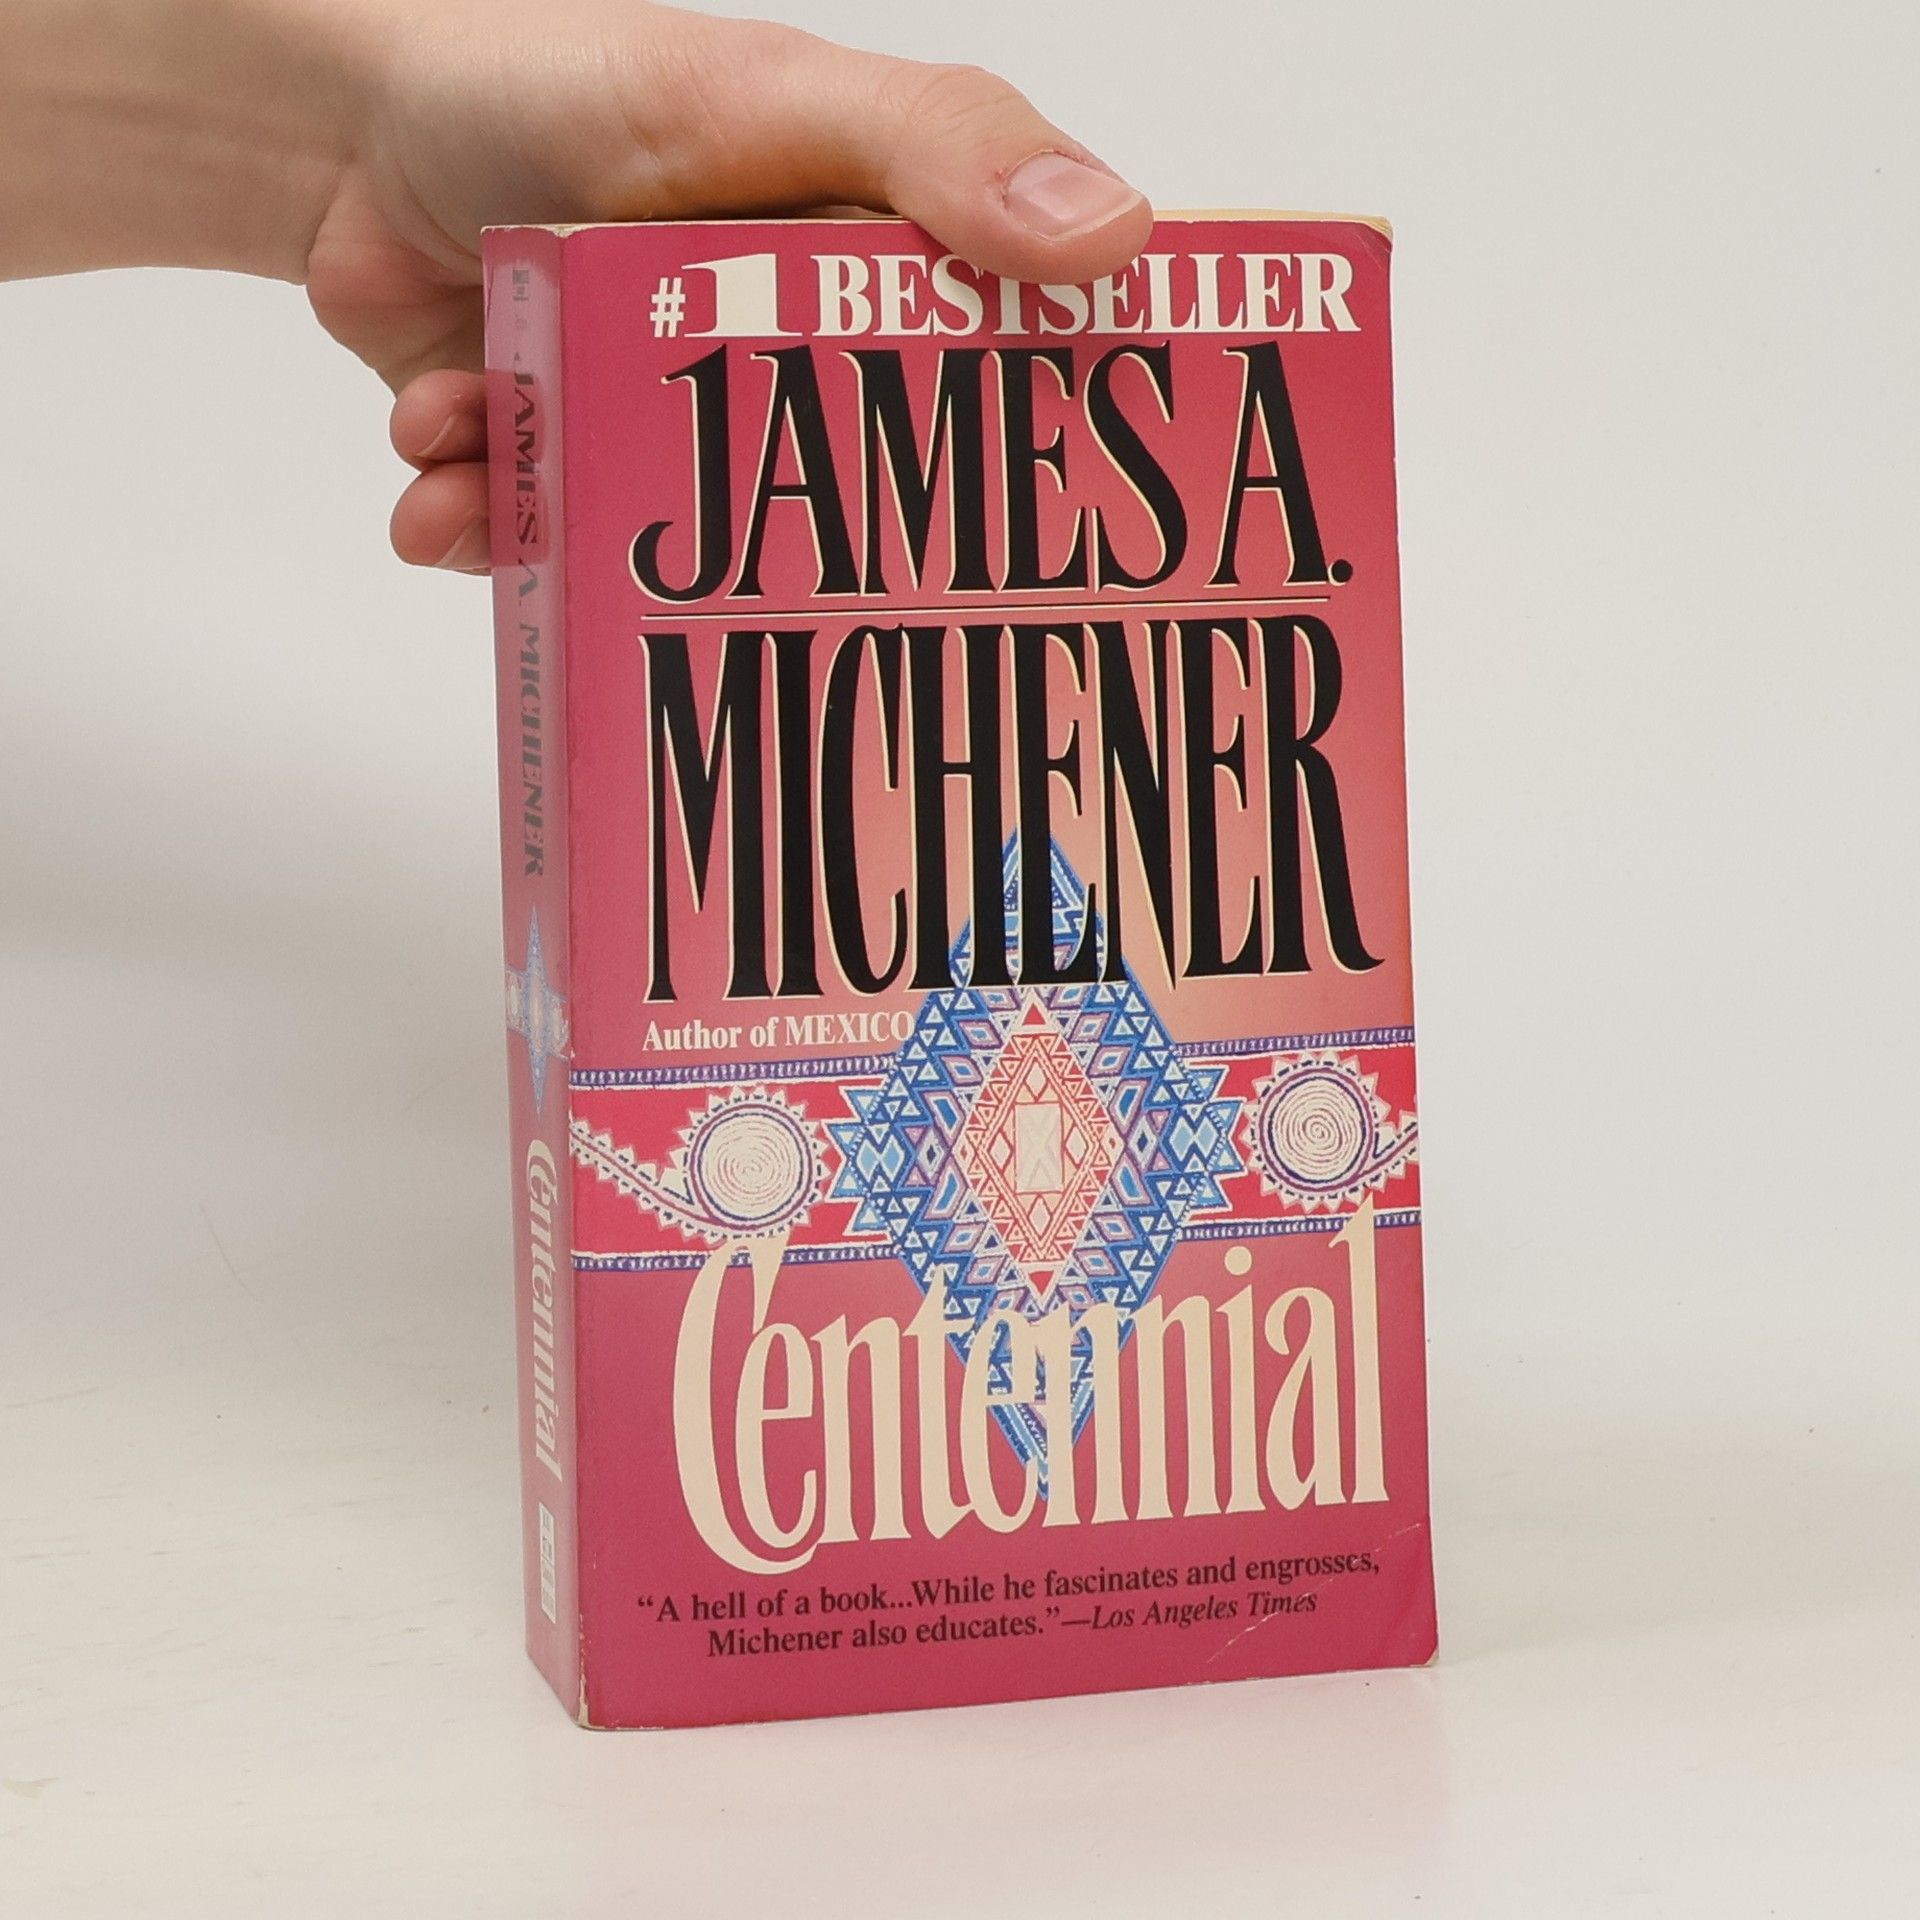 #1 BESTSELLER
JAMES A.
MICHENER
Author of MEXICO
Centennial
“A hell of a book...While he fascinates and engrosses,
Michener also educates.”—Los Angeles Times
JAMES A. MICHENER
Centennial